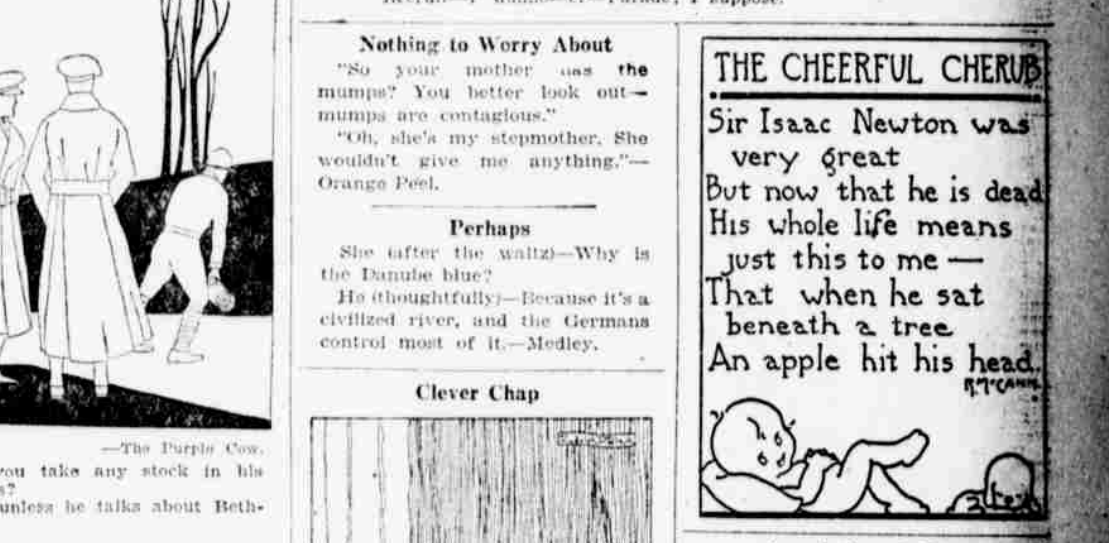 Parade, I suppose.
—The Purple Cow.
you take any stock in his
unless he talks about Beth-
Nothing to Worry About
"So your mother has the
mumps? You better look out—
mumps are contagious."
"Oh, she's my stepmother. She
wouldn't give me anything."—
Orange Peel.
Perhaps
She (after the waltz)—Why is
the Danube blue?
He (thoughtfully)—Because it's a
civilized river, and the Germans
control most of it.—Medley.
Clever Chap
THE CHEERFUL CHERUB
Sir Isaac Newton was
very great
But now that he is dead
His whole life means
just this to me —
That when he sat
beneath a tree
An apple hit his head.
R. McCANN